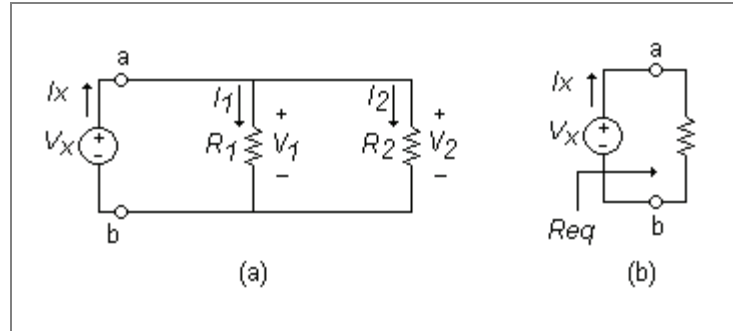 a
Ix
Vx
+
-
b
I1
R1
+
V1
−
I2
R2
+
V2
−
(a)
a
Ix
Vx
+
-
Req
b
(b)